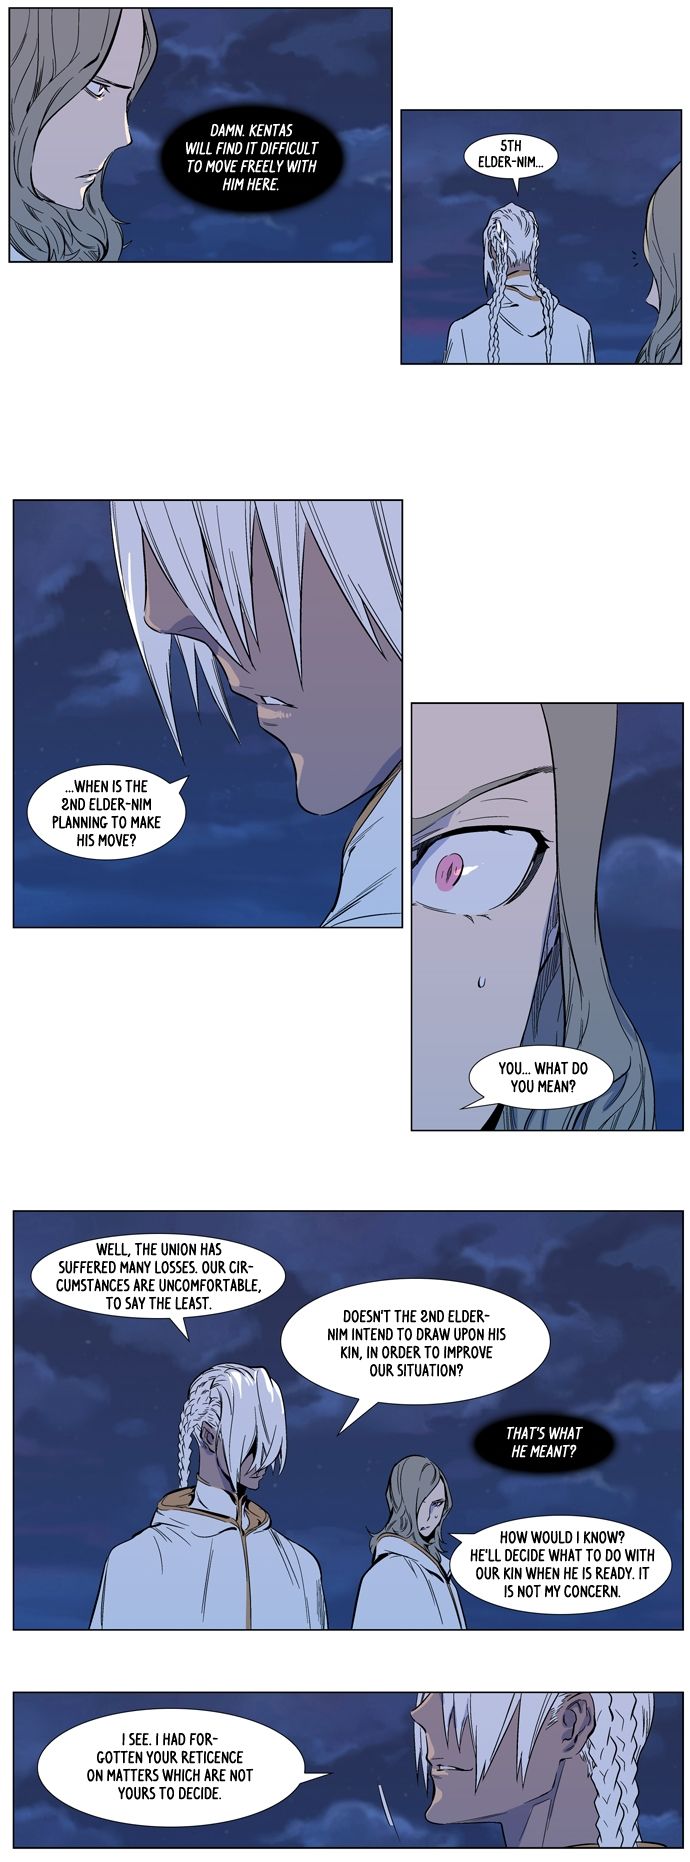 DAMN. KENTAS
WILL FIND IT DIFFICULT
TO MOVE FREELY WITH
HIM HERE.
5TH
ELDER-NIM...
...WHEN IS THE
2ND ELDER-NIM
PLANNING TO MAKE
HIS MOVE?
YOU... WHAT DO
YOU MEAN?
WELL, THE UNION HAS
SUFFERED MANY LOSSES. OUR CIR-
CUMSTANCES ARE UNCOMFORTABLE,
TO SAY THE LEAST.
DOESN'T THE 2ND ELDER-
NIM INTEND TO DRAW UPON HIS
KIN, IN ORDER TO IMPROVE
OUR SITUATION?
THAT'S WHAT
HE MEANT?
HOW WOULD I KNOW?
HE'LL DECIDE WHAT TO DO WITH
OUR KIN WHEN HE IS READY. IT
IS NOT MY CONCERN.
I SEE. I HAD FOR-
GOTTEN YOUR RETICENCE
ON MATTERS WHICH ARE NOT
YOURS TO DECIDE.